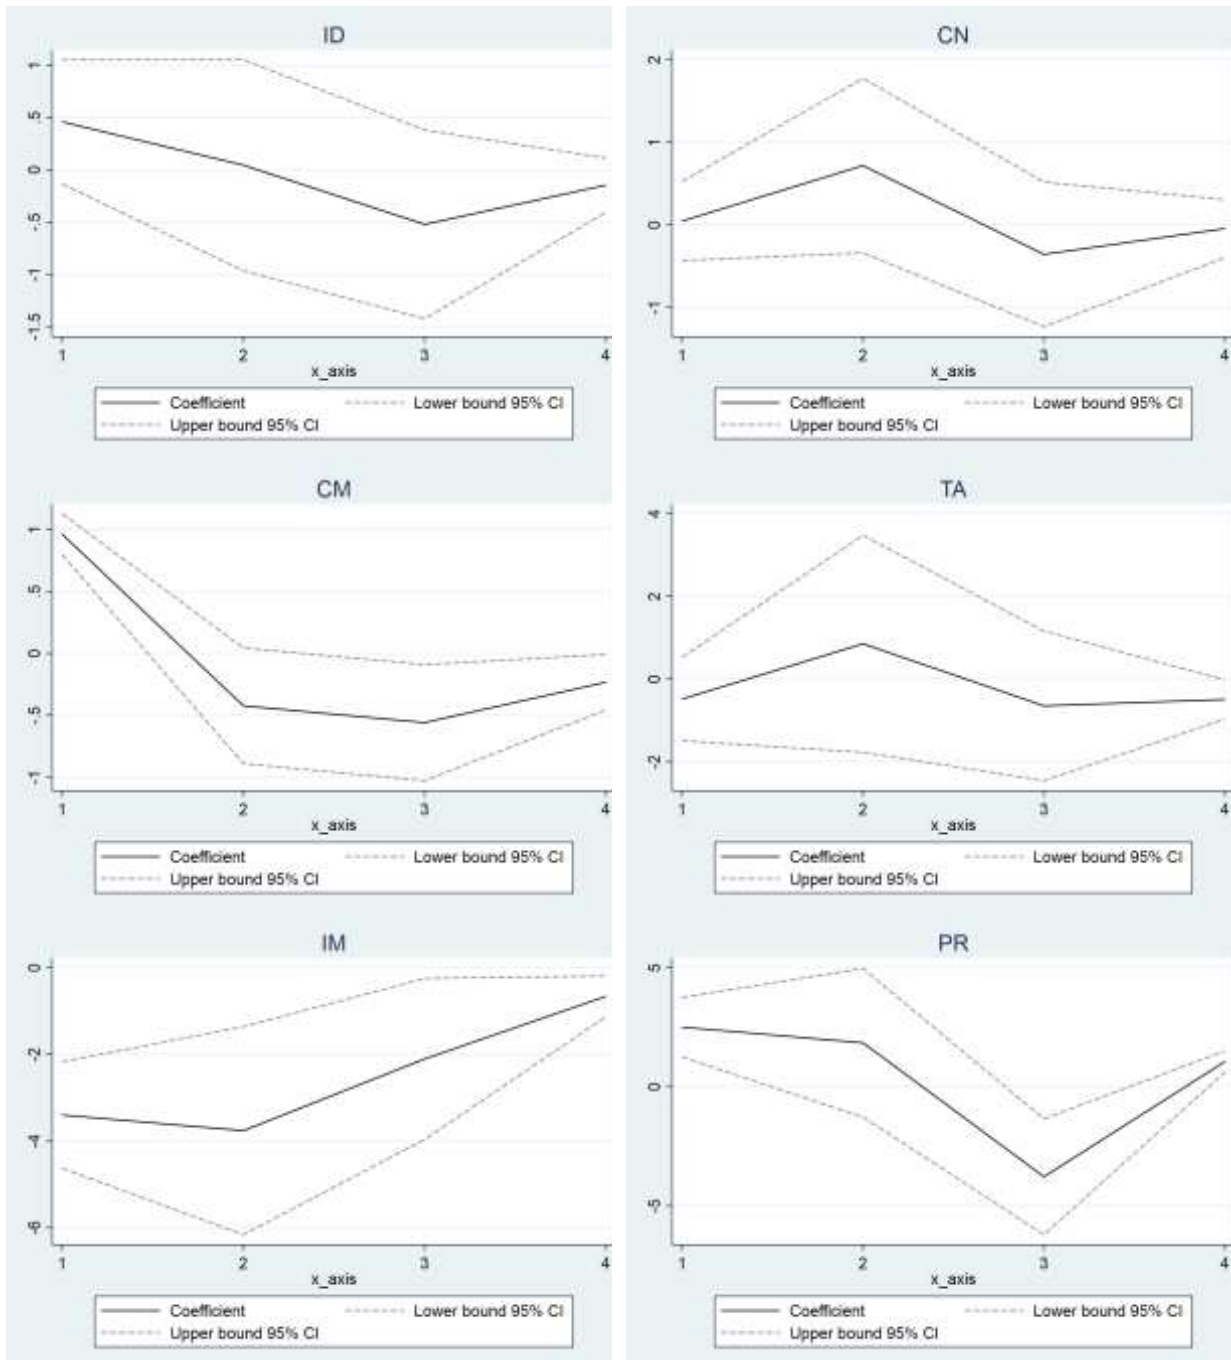 ID
1
.5
0
-.5
-1
-1.5
1 2 3 4
x_axis
Coefficient Lower bound 95% CI
Upper bound 95% CI
CN
2
1
0
-1
1 2 3 4
x_axis
Coefficient Lower bound 95% CI
Upper bound 95% CI
CM
1
.5
0
-.5
-1
1 2 3 4
x_axis
Coefficient Lower bound 95% CI
Upper bound 95% CI
TA
4
2
0
-2
1 2 3 4
x_axis
Coefficient Lower bound 95% CI
Upper bound 95% CI
IM
0
-2
-4
-6
1 2 3 4
x_axis
Coefficient Lower bound 95% CI
Upper bound 95% CI
PR
5
0
-5
1 2 3 4
x_axis
Coefficient Lower bound 95% CI
Upper bound 95% CI